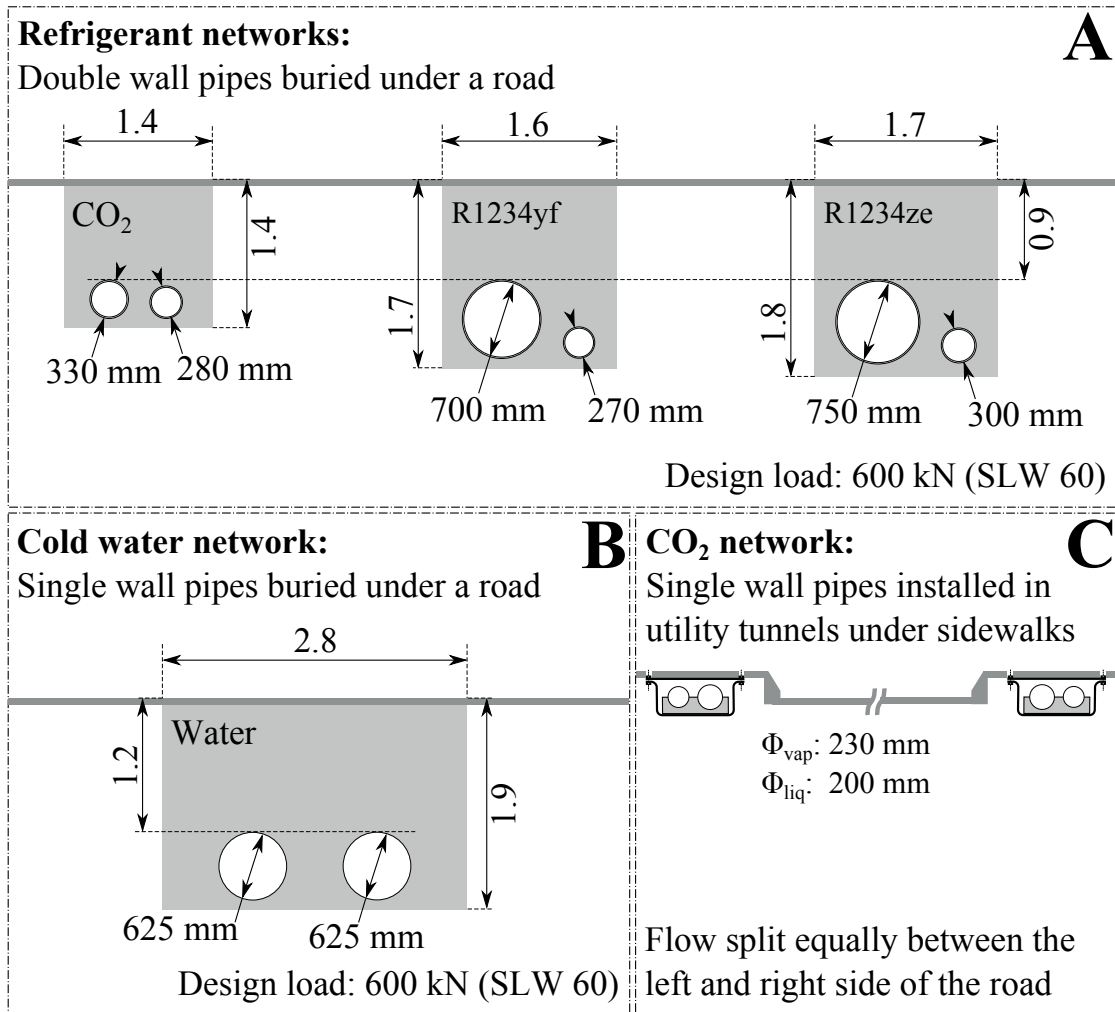 Refrigerant networks:
A
Double wall pipes buried under a road
1.4
1.6
1.7
CO₂
R1234yf
R1234ze
1.4
1.7
1.8
0.9
330 mm
280 mm
700 mm
270 mm
750 mm
300 mm
Design load: 600 kN (SLW 60)
Cold water network:
B
Single wall pipes buried under a road
2.8
Water
1.2
1.9
625 mm
625 mm
Design load: 600 kN (SLW 60)
CO₂ network:
C
Single wall pipes installed in
utility tunnels under sidewalks
Φvap: 230 mm
Φliq: 200 mm
Flow split equally between the
left and right side of the road